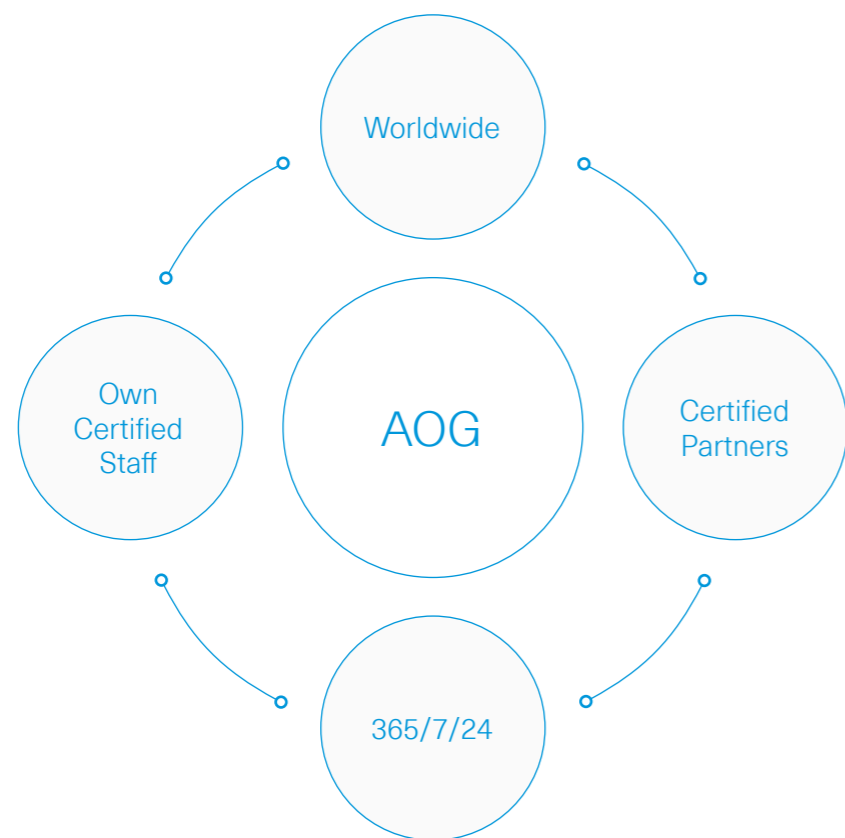 Worldwide
Own
Certified
Staff
AOG
Certified
Partners
365/7/24